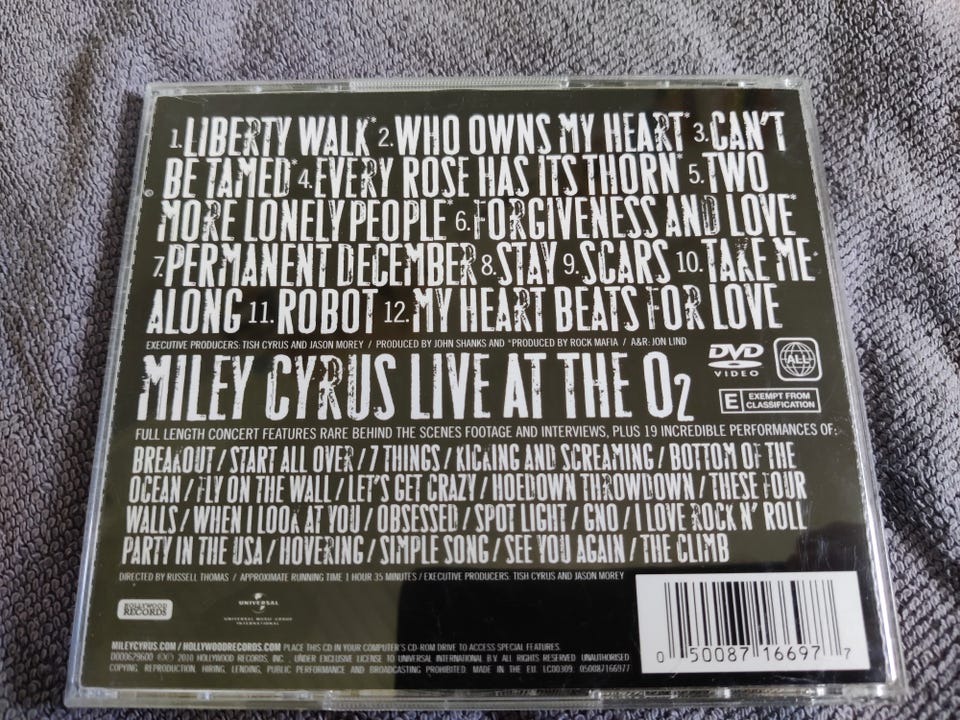 1.LIBERTY WALK* 2.WHO OWNS MY HEART* 3.CAN'T
BE TAMED* 4.EVERY ROSE HAS ITS THORN* 5.TWO
MORE LONELY PEOPLE* 6.FORGIVENESS AND LOVE*
7.PERMANENT DECEMBER 8.STAY 9.SCARS 10.TAKE ME*
ALONG 11.ROBOT 12.MY HEART BEATS FOR LOVE
EXECUTIVE PRODUCERS: TISH CYRUS AND JASON MOREY / PRODUCED BY JOHN SHANKS AND *PRODUCED BY ROCK MAFIA / A&R: JON LIND
DVD
VIDEO
ALL
MILEY CYRUS LIVE AT THE O2
E EXEMPT FROM
CLASSIFICATION
FULL LENGTH CONCERT FEATURES RARE BEHIND THE SCENES FOOTAGE AND INTERVIEWS, PLUS 19 INCREDIBLE PERFORMANCES OF:
BREAKOUT / START ALL OVER / 7 THINGS / KICKING AND SCREAMING / BOTTOM OF THE
OCEAN / FLY ON THE WALL / LET'S GET CRAZY / HOEDOWN THROWDOWN / THESE FOUR
WALLS / WHEN I LOOK AT YOU / OBSESSED / SPOT LIGHT / GNO / I LOVE ROCK N' ROLL
PARTY IN THE USA / HOVERING / SIMPLE SONG / SEE YOU AGAIN / THE CLIMB
DIRECTED BY RUSSELL THOMAS / APPROXIMATE RUNNING TIME 1 HOUR 35 MINUTES / EXECUTIVE PRODUCERS: TISH CYRUS AND JASON MOREY
HOLLYWOOD
RECORDS
UNIVERSAL
UNIVERSAL MUSIC GROUP
INTERNATIONAL
MILEYCYRUS.COM / HOLLYWOODRECORDS.COM PLACE THIS CD IN YOUR COMPUTER'S CD-ROM DRIVE TO ACCESS SPECIAL FEATURES.
D000629600 ©℗ 2010 HOLLYWOOD RECORDS, INC. UNDER EXCLUSIVE LICENSE TO UNIVERSAL INTERNATIONAL B.V. ALL RIGHTS RESERVED. UNAUTHORISED
COPYING, REPRODUCTION, HIRING, LENDING, PUBLIC PERFORMANCE AND BROADCASTING PROHIBITED. MADE IN THE EU. LC00309. 050087166977
0 50087 16697 7